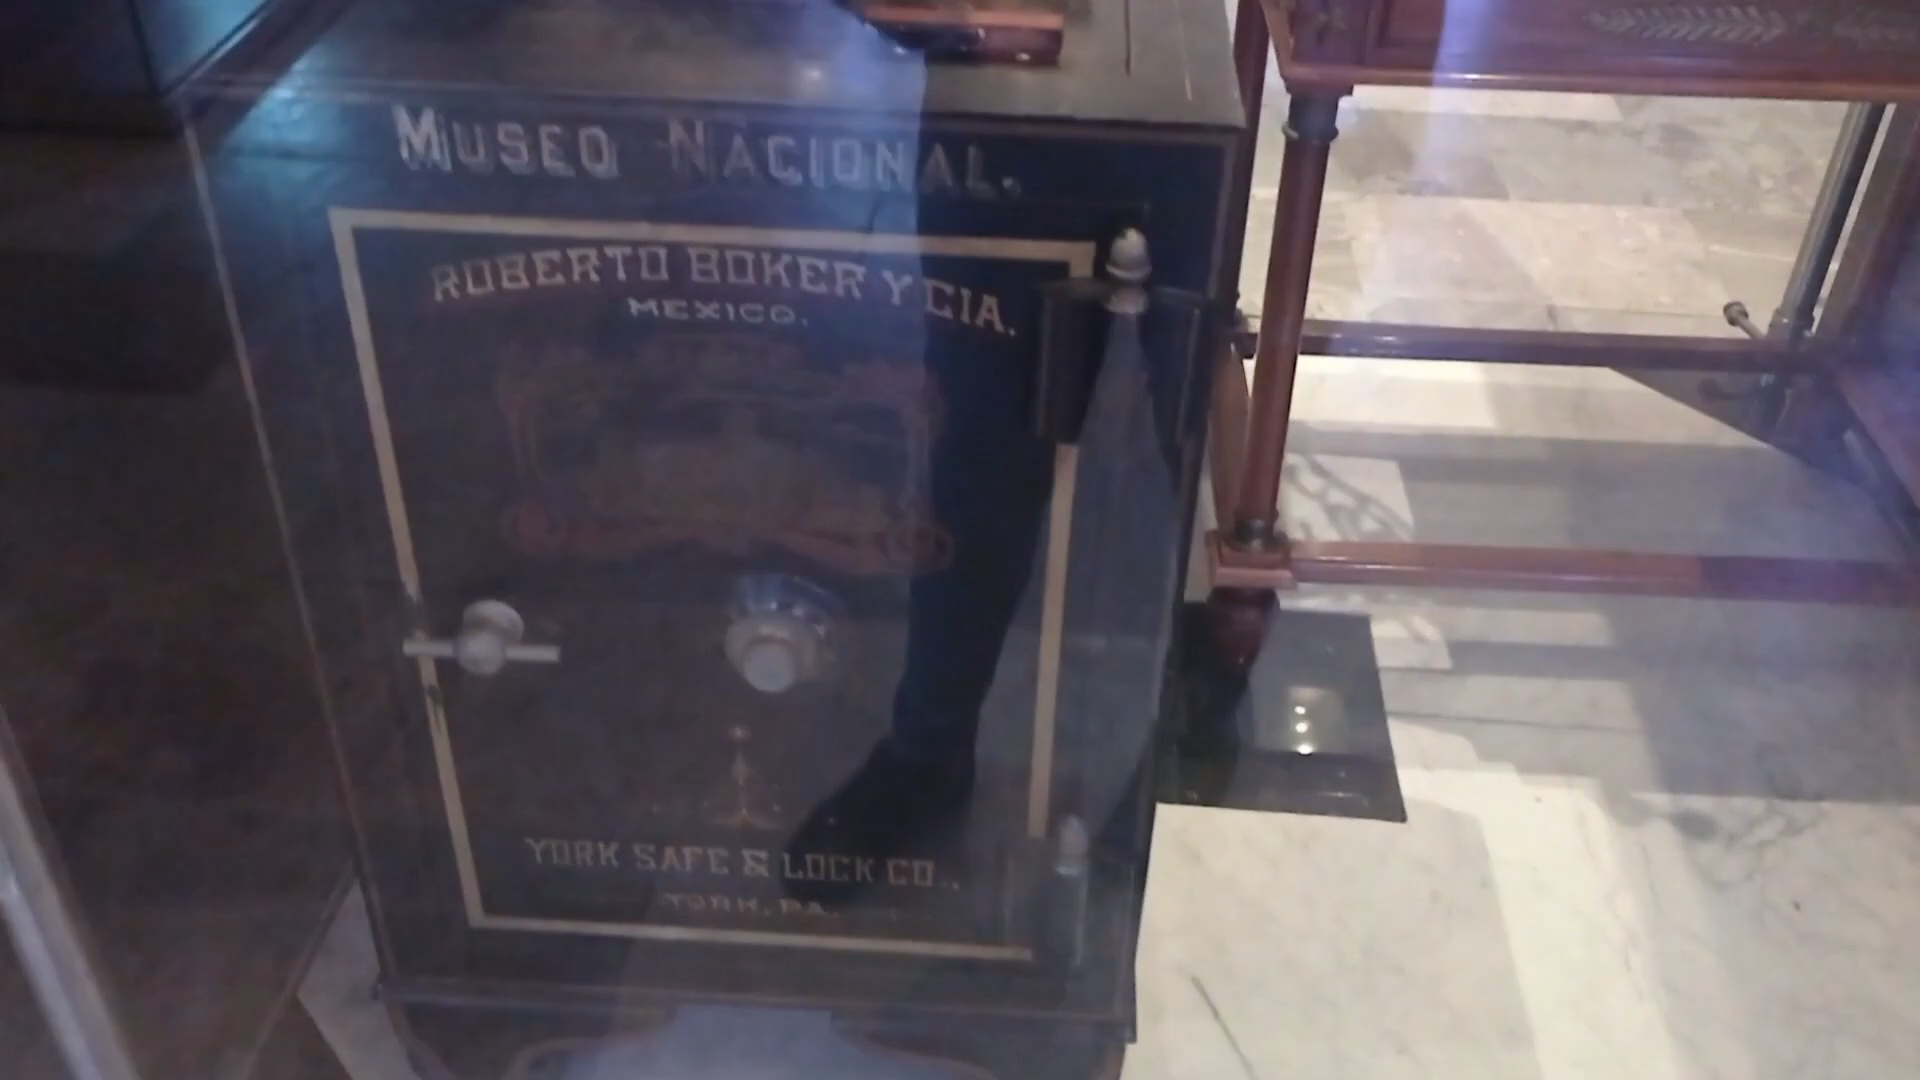 MUSEO NACIONAL.
ROBERTO BOKER Y CIA.
MEXICO.
YORK SAFE & LOCK CO.,
YORK, PA.